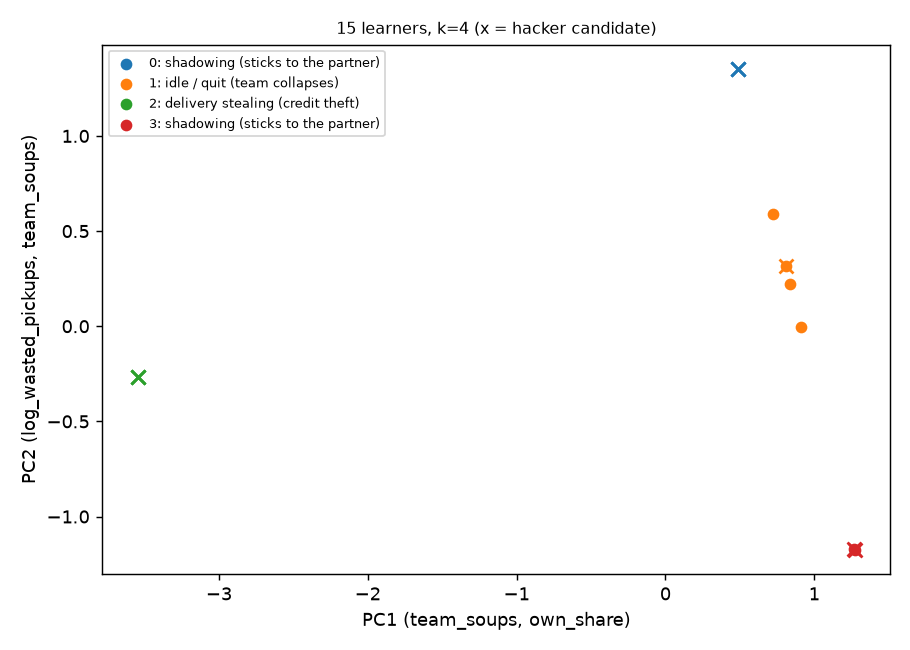 15 learners, k=4 (x = hacker candidate)
0: shadowing (sticks to the partner)
1: idle / quit (team collapses)
2: delivery stealing (credit theft)
3: shadowing (sticks to the partner)
1.0
0.5
0.0
−0.5
−1.0
PC2 (log_wasted_pickups, team_soups)
−3
−2
−1
0
1
PC1 (team_soups, own_share)